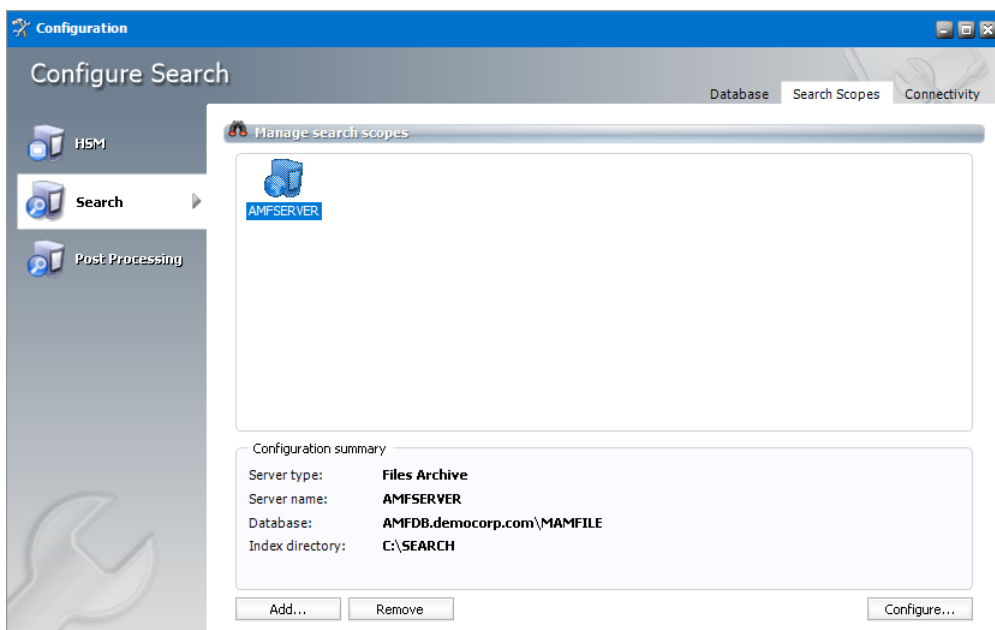 Configuration
Configure Search
Database Search Scopes Connectivity
HSM
Search
Post Processing
Manage search scopes
AMFSERVER
Configuration summary
Server type: Files Archive
Server name: AMFSERVER
Database: AMFDB.democorp.com\MAMFILE
Index directory: C:\SEARCH
Add... Remove Configure...